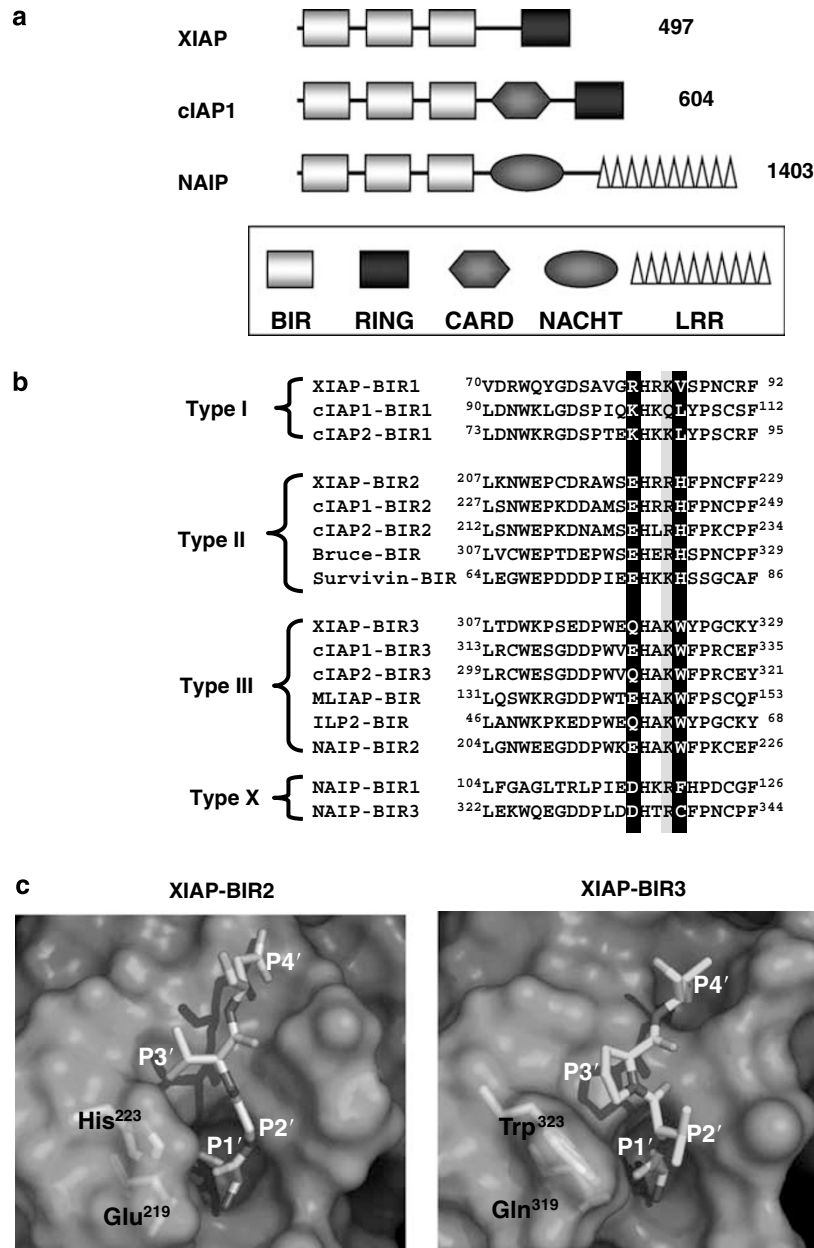 a
XIAP 497
cIAP1 604
NAIP 1403
BIR RING CARD NACHT LRR
b
Type I
XIAP-BIR1 70VDRWQYGDSAVGRHRKVSPNCRF 92
cIAP1-BIR1 90LDNWKLGDSPIQKHKQLYPSCSF112
cIAP2-BIR1 73LDNWKRGDSPTEKHKKLYPSCRF 95
Type II
XIAP-BIR2 207LKNWEPCDRAWSEHRRHFPNCFF229
cIAP1-BIR2 227LSNWEPKDDAMSEHRRHFPNCPF249
cIAP2-BIR2 212LSNWEPKDNAMSEHLRHFPKCPF234
Bruce-BIR 307LVCWEPTDEPWSEHERHSPNCPF329
Survivin-BIR 64LEGWEPDDDPIEEHKKHSSGCAF 86
Type III
XIAP-BIR3 307LTDWKPSEDPWEQHAKWYPGCKY329
cIAP1-BIR3 313LRCWESGDDPWVEHAKWFPRCEF335
cIAP2-BIR3 299LRCWESGDDPWVQHAKWFPRCEY321
MLIAP-BIR 131LQSWKRGDDPWTEHAKWFPSCQF153
ILP2-BIR 46LANWKPKEDPWEQHAKWYPGCKY 68
NAIP-BIR2 204LGNWEEGDDPWKEHAKWFPKCEF226
Type X
NAIP-BIR1 104LFGAGLTRLPIEDHKRFHPDCGF126
NAIP-BIR3 322LEKWQEGDDPLDDHTRCFPNCPF344
c
XIAP-BIR2 XIAP-BIR3
P4′
P3′
His223
P1′ P2′
Glu219
P4′
P3′
Trp323
P1′ P2′
Gln319